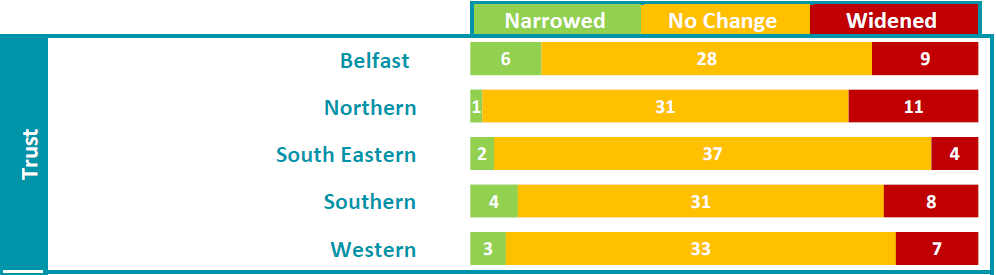 Narrowed No Change Widened
Trust
Belfast 6 28 9
Northern 1 31 11
South Eastern 2 37 4
Southern 4 31 8
Western 3 33 7